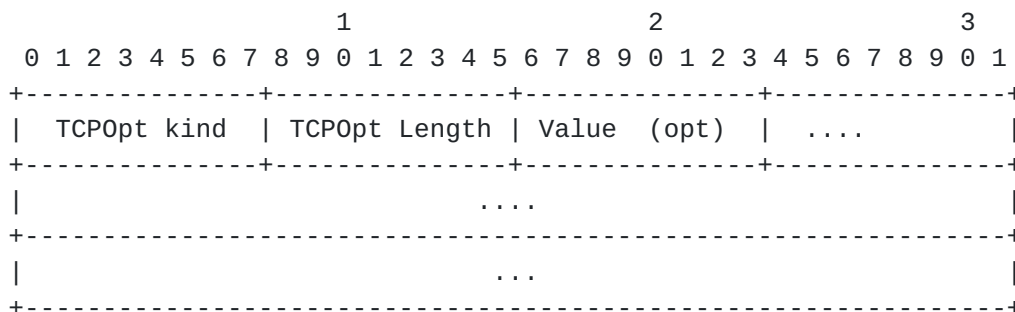 1                   2                   3
 0 1 2 3 4 5 6 7 8 9 0 1 2 3 4 5 6 7 8 9 0 1 2 3 4 5 6 7 8 9 0 1
+---------------+---------------+---------------+---------------+
|  TCPOpt kind  | TCPOpt Length | Value  (opt)  |  ....         |
+---------------+---------------+---------------+---------------+
|                             ....                              |
+---------------------------------------------------------------+
|                              ...                              |
+---------------------------------------------------------------+